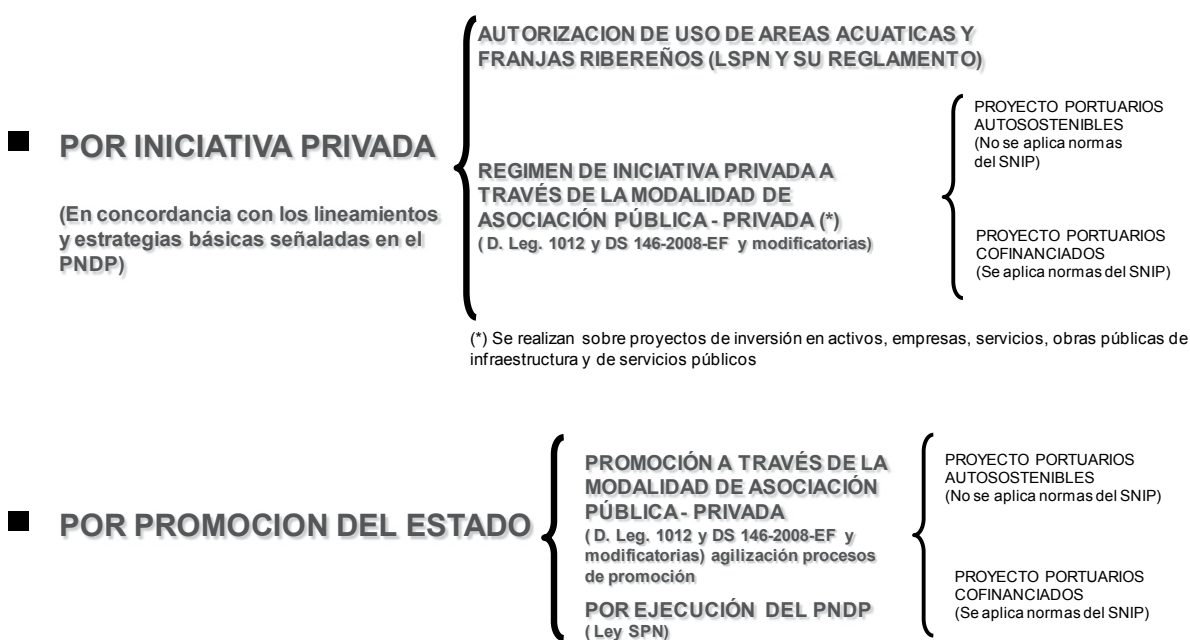 AUTORIZACION DE USO DE AREAS ACUATICAS Y
FRANJAS RIBEREÑOS (LSPN Y SU REGLAMENTO)
POR INICIATIVA PRIVADA
(En concordancia con los lineamientos
y estrategias básicas señaladas en el
PNDP)
REGIMEN DE INICIATIVA PRIVADA A
TRAVÉS DE LA MODALIDAD DE
ASOCIACIÓN PÚBLICA - PRIVADA (*)
( D. Leg. 1012 y DS 146-2008-EF y modificatorias)
PROYECTO PORTUARIOS
AUTOSOSTENIBLES
(No se aplica normas
del SNIP)
PROYECTO PORTUARIOS
COFINANCIADOS
(Se aplica normas del SNIP)
(*) Se realizan sobre proyectos de inversión en activos, empresas, servicios, obras públicas de
infraestructura y de servicios públicos
POR PROMOCION DEL ESTADO
PROMOCIÓN A TRAVÉS DE LA
MODALIDAD DE ASOCIACIÓN
PÚBLICA - PRIVADA
( D. Leg. 1012 y DS 146-2008-EF y
modificatorias) agilización procesos
de promoción
POR EJECUCIÓN DEL PNDP
( Ley SPN)
PROYECTO PORTUARIOS
AUTOSOSTENIBLES
(No se aplica normas del SNIP)
PROYECTO PORTUARIOS
COFINANCIADOS
(Se aplica normas del SNIP)